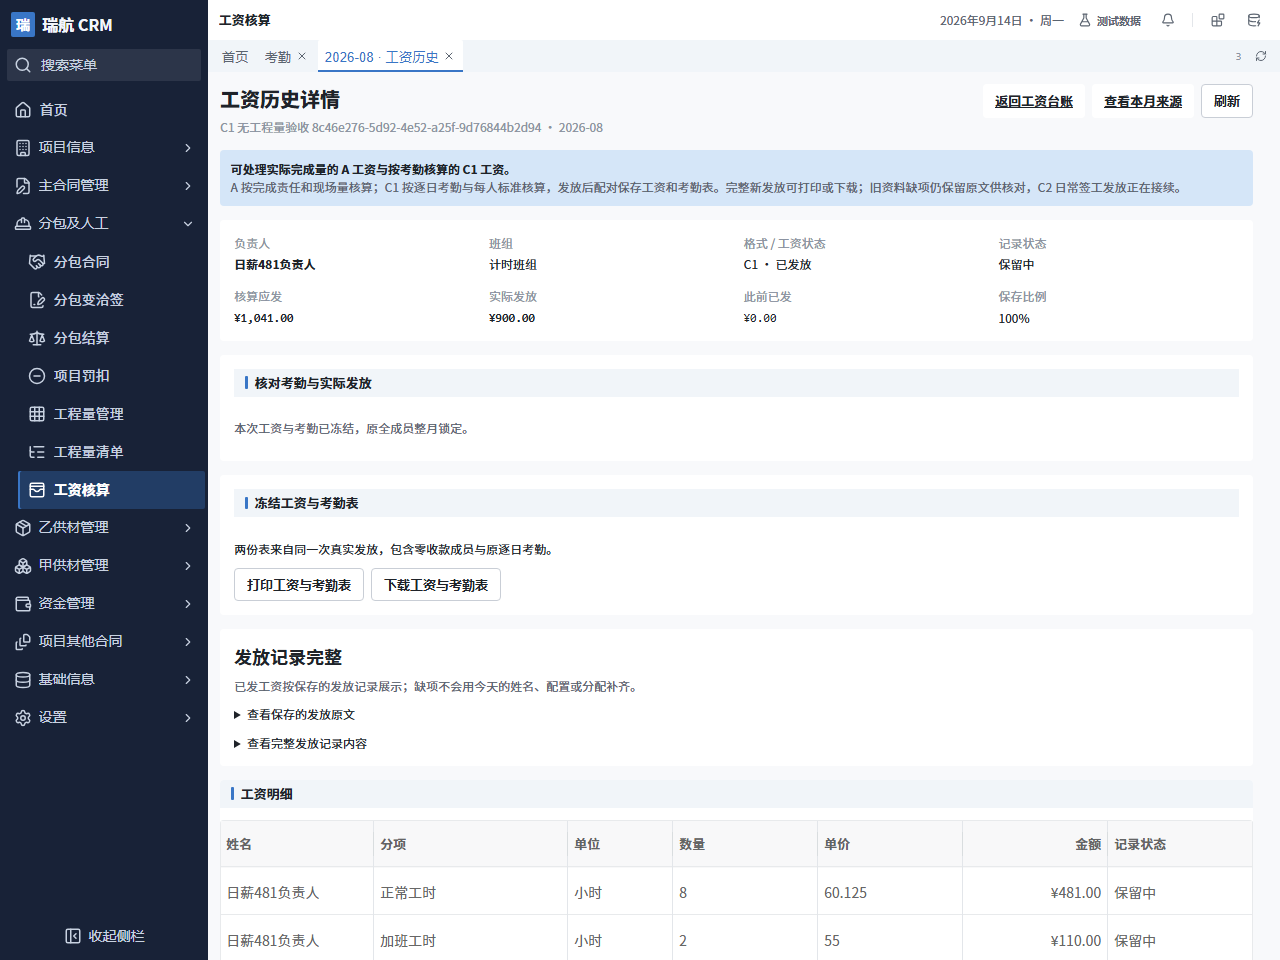 瑞 瑞航 CRM
搜索菜单
首页
项目信息
主合同管理
分包及人工
分包合同
分包变洽签
分包结算
项目罚扣
工程量管理
工程量清单
工资核算
乙供材管理
甲供材管理
资金管理
项目其他合同
基础信息
设置
收起侧栏
工资核算
2026年9月14日 • 周一 测试数据
首页 考勤 × 2026-08 · 工资历史 × 3
工资历史详情
返回工资台账 查看本月来源 刷新
C1 无工程量验收 8c46e276-5d92-4e52-a25f-9d76844b2d94 • 2026-08
可处理实际完成量的 A 工资与按考勤核算的 C1 工资。
A 按完成责任和现场量核算；C1 按逐日考勤与每人标准核算，发放后配对保存工资和考勤表。完整新发放可打印或下载；旧资料缺项仍保留原文供核对，C2 日常签工发放正在接续。
负责人 班组 格式 / 工资状态 记录状态
日薪481负责人 计时班组 C1 • 已发放 保留中
核算应发 实际发放 此前已发 保存比例
¥1,041.00 ¥900.00 ¥0.00 100%
核对考勤与实际发放
本次工资与考勤已冻结，原全成员整月锁定。
冻结工资与考勤表
两份表来自同一次真实发放，包含零收款成员与原逐日考勤。
打印工资与考勤表 下载工资与考勤表
发放记录完整
已发工资按保存的发放记录展示；缺项不会用今天的姓名、配置或分配补齐。
▶ 查看保存的发放原文
▶ 查看完整发放记录内容
工资明细
姓名 分项 单位 数量 单价 金额 记录状态
日薪481负责人 正常工时 小时 8 60.125 ¥481.00 保留中
日薪481负责人 加班工时 小时 2 55 ¥110.00 保留中